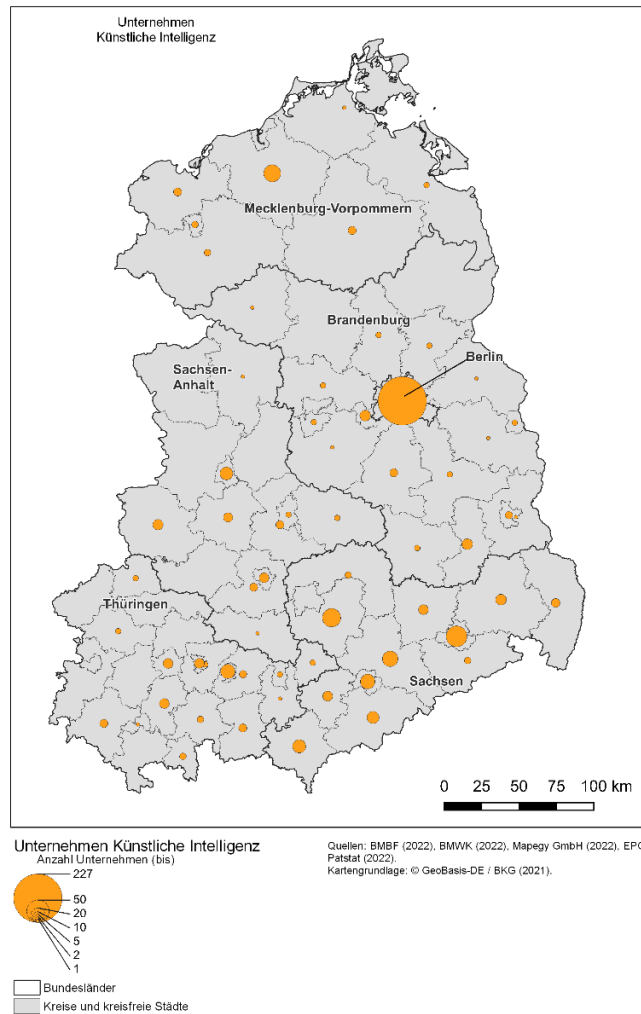 Unternehmen
Künstliche Intelligenz
Mecklenburg-Vorpommern
Brandenburg
Berlin
Sachsen-
Anhalt
Thüringen
Sachsen
0 25 50 75 100 km
Unternehmen Künstliche Intelligenz
Anzahl Unternehmen (bis)
227
50
20
10
5
2
1
Bundesländer
Kreise und kreisfreie Städte
Quellen: BMBF (2022), BMWK (2022), Mapegy GmbH (2022), EPO
Patstat (2022).
Kartengrundlage: © GeoBasis-DE / BKG (2021).